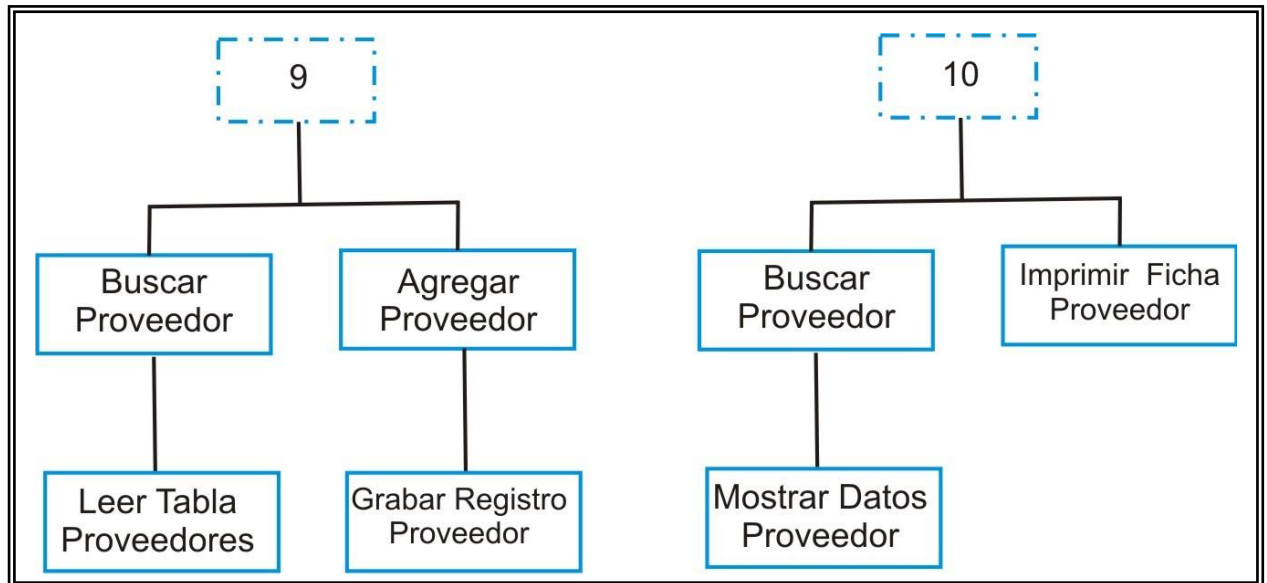 9
Buscar
Proveedor
Agregar
Proveedor
Leer Tabla
Proveedores
Grabar Registro
Proveedor
10
Buscar
Proveedor
Imprimir Ficha
Proveedor
Mostrar Datos
Proveedor